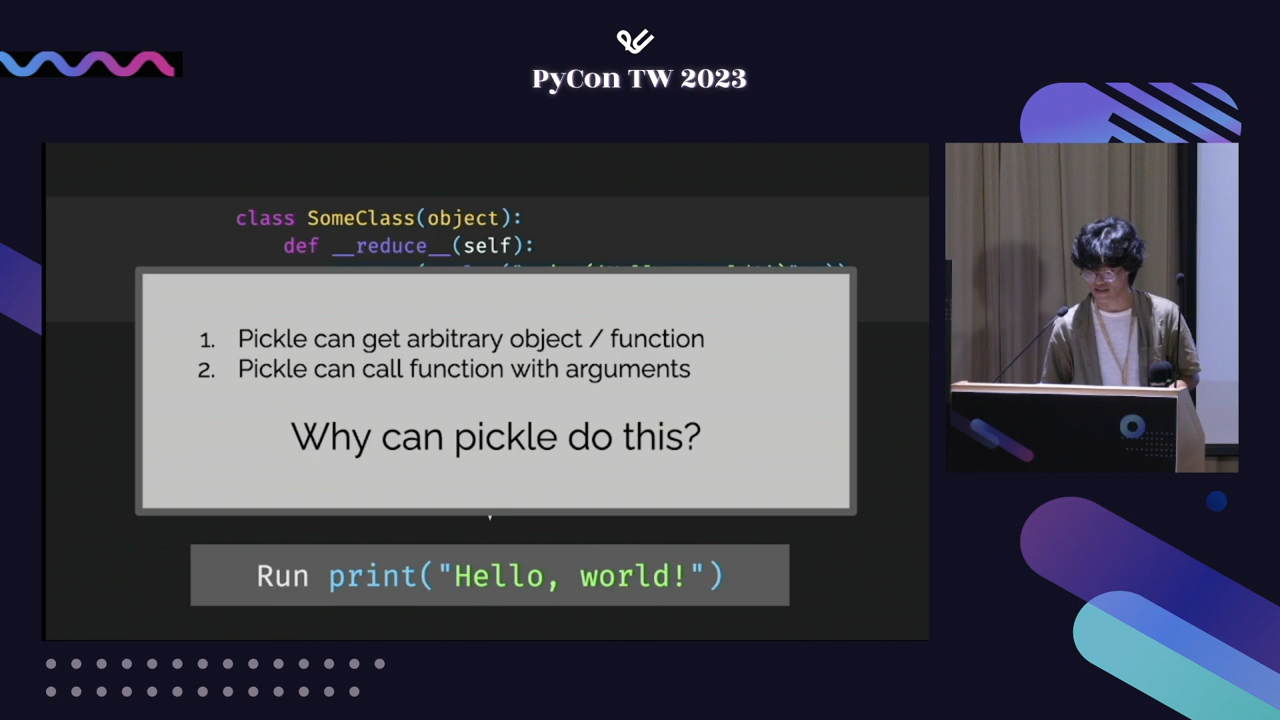 PyCon TW 2023
class SomeClass(object):
def __reduce__(self):
1. Pickle can get arbitrary object / function
2. Pickle can call function with arguments
Why can pickle do this?
Run print("Hello, world!")